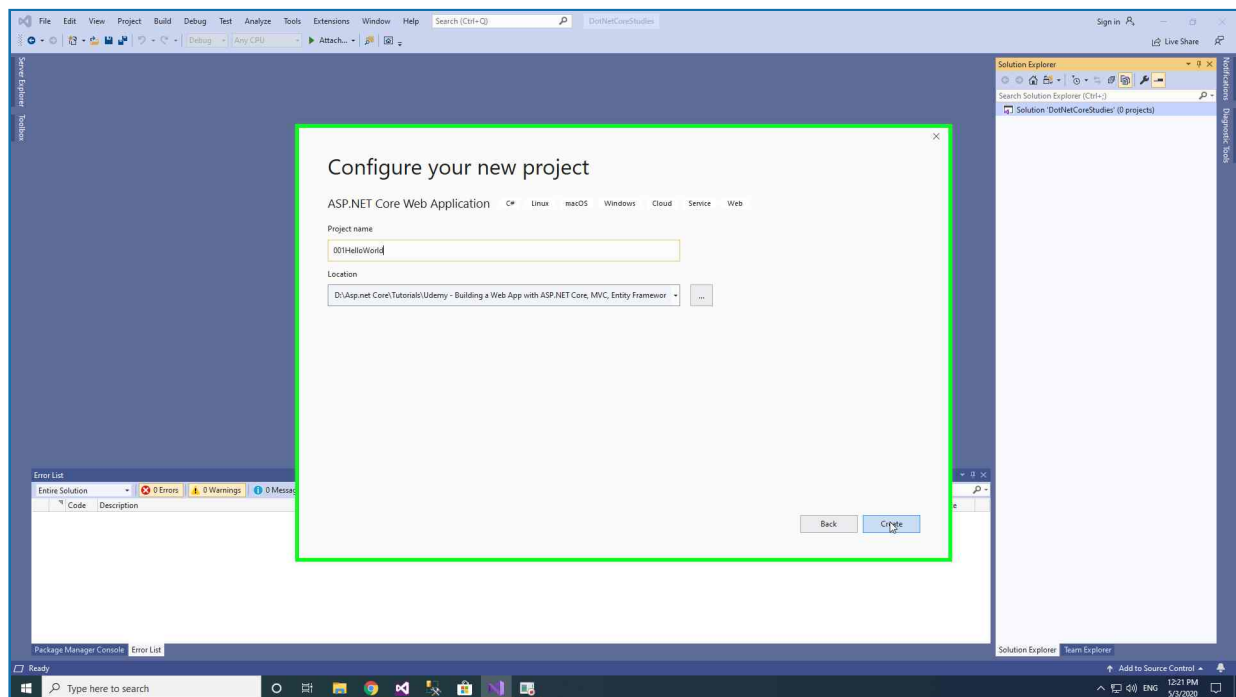 File Edit View Project Build Debug Test Analyze Tools Extensions Window Help Search (Ctrl+Q) DotNetCoreStudies Sign in
Debug Any CPU Attach... Live Share
Server Explorer
Toolbox
Solution Explorer
Search Solution Explorer (Ctrl+;)
Solution 'DotNetCoreStudies' (0 projects)
Notifications
Diagnostic Tools
Configure your new project
ASP.NET Core Web Application C# Linux macOS Windows Cloud Service Web
Project name
001HelloWorld
Location
D:\Asp.net Core\Tutorials\Udemy - Building a Web App with ASP.NET Core, MVC, Entity Framewor
...
Back Create
Error List
Entire Solution 0 Errors 0 Warnings 0 Messag
Code Description e
Package Manager Console Error List
Solution Explorer Team Explorer
Ready Add to Source Control
Type here to search ENG 12:21 PM
5/3/2020